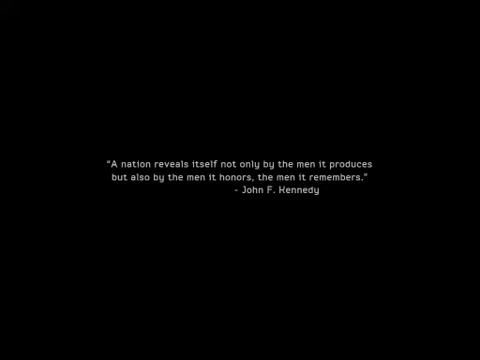 "A nation reveals itself not only by the men it produces
but also by the men it honors, the men it remembers."
- John F. Kennedy